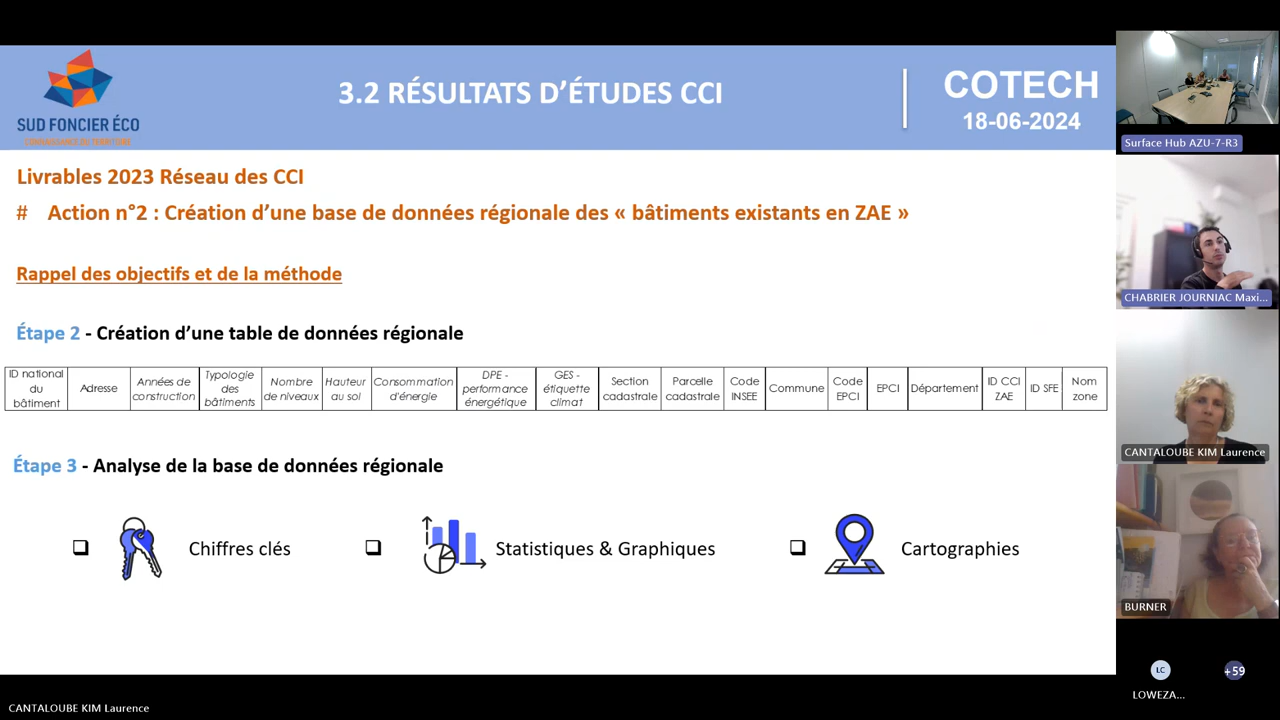 SUD FONCIER ÉCO
CONNAISSANCE DU TERRITOIRE
3.2 RÉSULTATS D'ÉTUDES CCI
COTECH
18-06-2024
Livrables 2023 Réseau des CCI
# Action n°2 : Création d'une base de données régionale des « bâtiments existants en ZAE »
Rappel des objectifs et de la méthode
Étape 2 - Création d'une table de données régionale
ID national du bâtiment
Adresse
Années de construction
Typologie des bâtiments
Nombre de niveaux
Hauteur au sol
Consommation d'énergie
DPE - performance énergétique
GES - étiquette climat
Section cadastrale
Parcelle cadastrale
Code INSEE
Commune
Code EPCI
EPCI
Département
ID CCI ZAE
ID SFE
Nom zone
Étape 3 - Analyse de la base de données régionale
Chiffres clés
Statistiques & Graphiques
Cartographies
Surface Hub AZU-7-R3
CHABRIER JOURNIAC Maxi...
CANTALOUBE KIM Laurence
BURNER
LC
+59
LOWEZA...
CANTALOUBE KIM Laurence